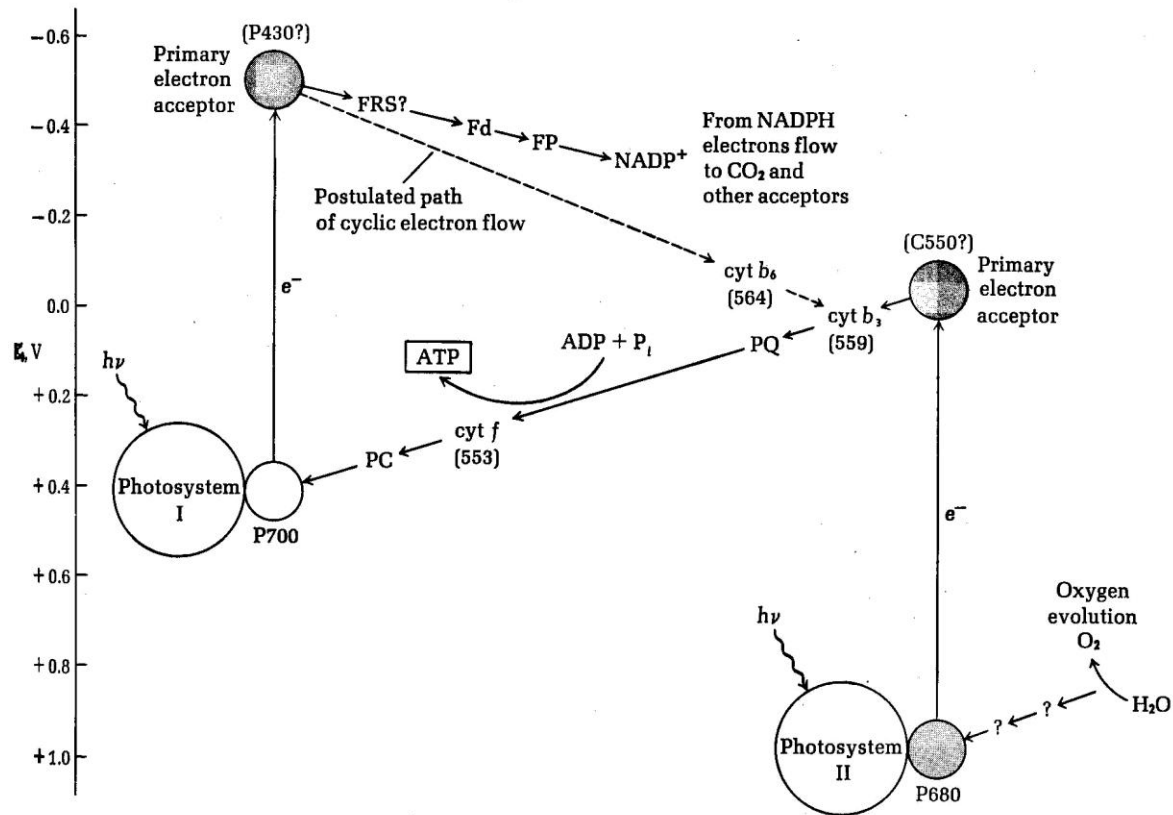 −0.6
−0.4
−0.2
0.0
+0.2
+0.4
+0.6
+0.8
+1.0
V
(P430?)
Primary
electron
acceptor
FRS?
Fd
FP
NADP⁺
From NADPH
electrons flow
to CO₂ and
other acceptors
Postulated path
of cyclic electron flow
e⁻
cyt b₆
(564)
(C550?)
Primary
electron
acceptor
cyt b₃
(559)
PQ
ADP + Pᵢ
ATP
cyt f
(553)
PC
hν
Photosystem
I
P700
e⁻
hν
Photosystem
II
P680
Oxygen
evolution
O₂
H₂O
?
?